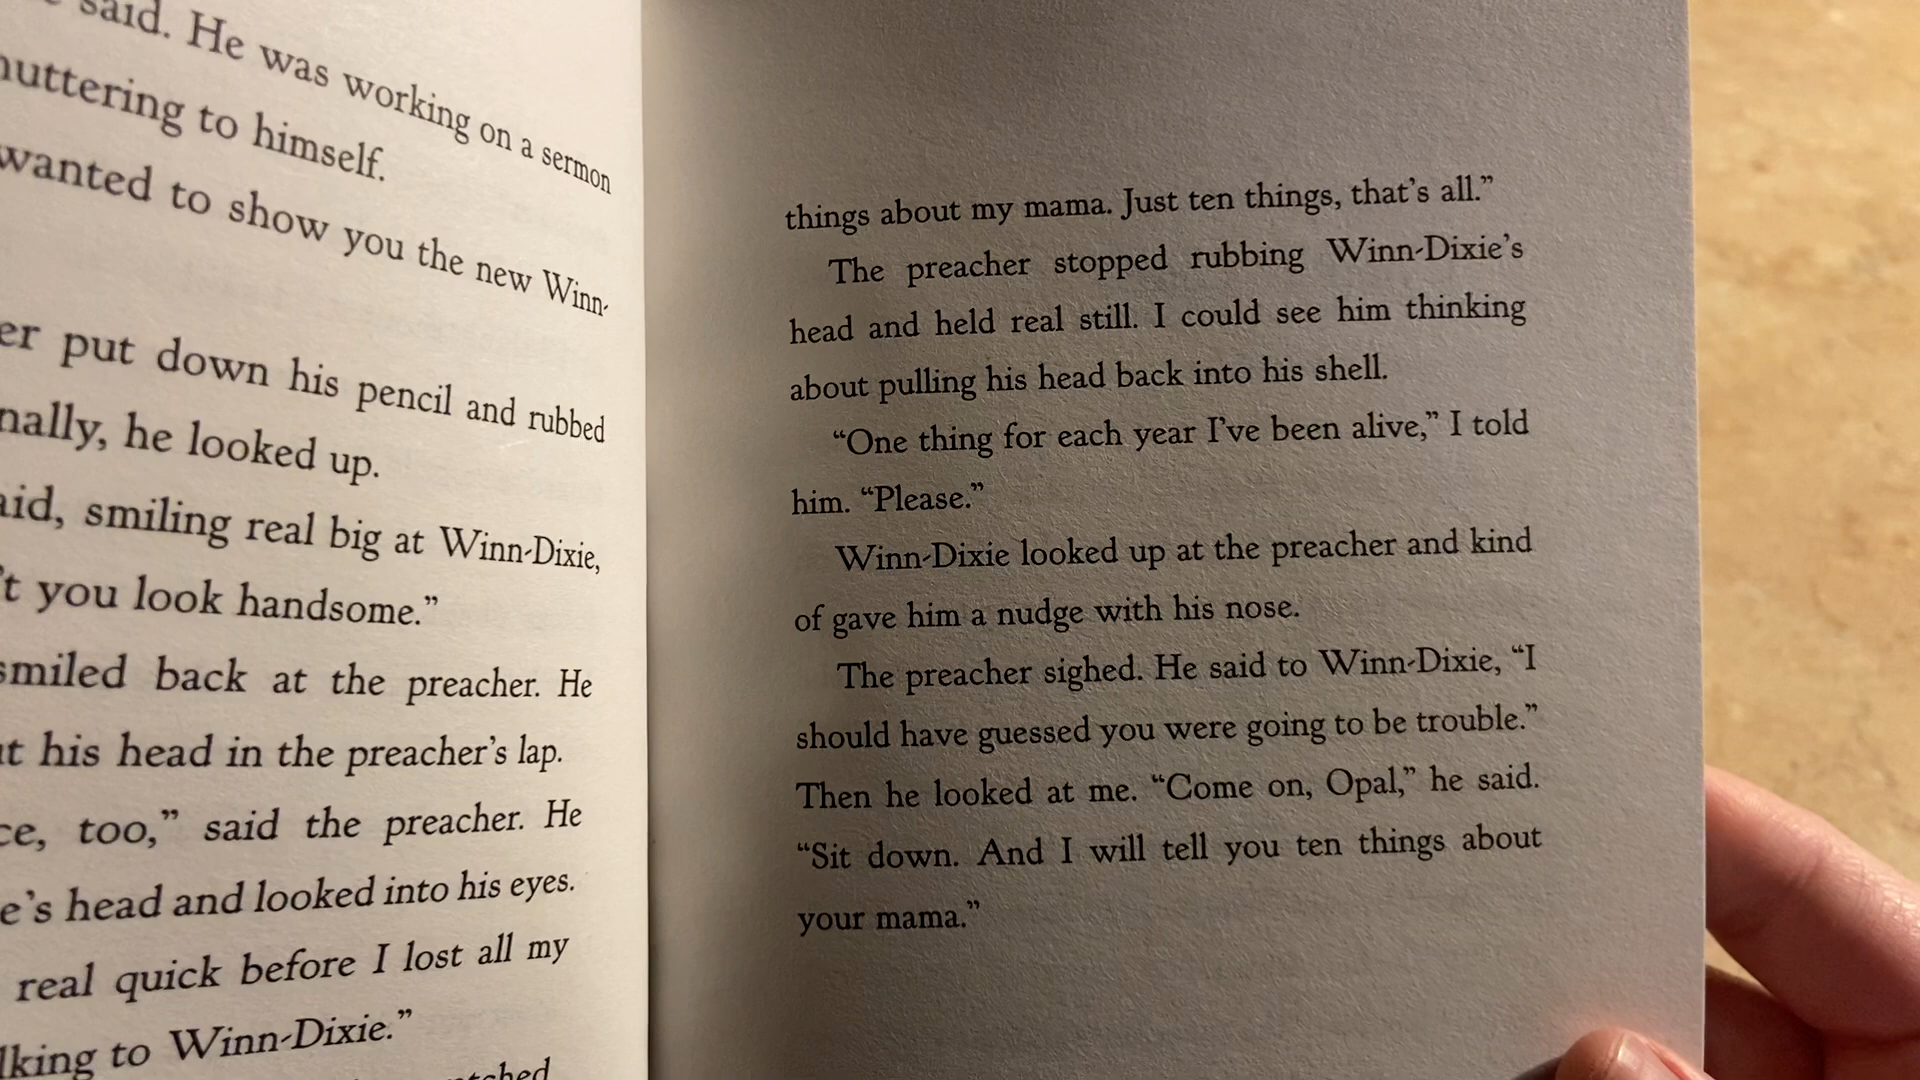 said. He was working on a sermon
muttering to himself.
wanted to show you the new Winn-
put down his pencil and rubbed
he looked up.
smiling real big at Winn-Dixie,
you look handsome.”
smiled back at the preacher. He
his head in the preacher’s lap.
too,” said the preacher. He
head and looked into his eyes.
real quick before I lost all my
to Winn-Dixie.”
things about my mama. Just ten things, that’s all.”
The preacher stopped rubbing Winn-Dixie’s
head and held real still. I could see him thinking
about pulling his head back into his shell.
“One thing for each year I’ve been alive,” I told
him. “Please.”
Winn-Dixie looked up at the preacher and kind
of gave him a nudge with his nose.
The preacher sighed. He said to Winn-Dixie, “I
should have guessed you were going to be trouble.”
Then he looked at me. “Come on, Opal,” he said.
“Sit down. And I will tell you ten things about
your mama.”